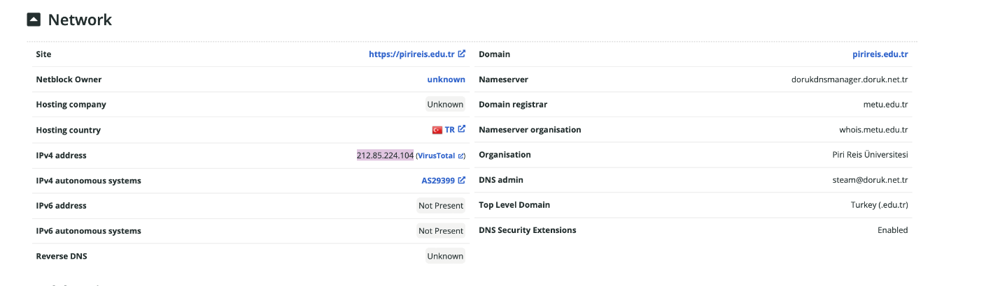 Network
Site https://pirireis.edu.tr
Netblock Owner unknown
Hosting company Unknown
Hosting country TR
IPv4 address 212.85.224.104 (VirusTotal)
IPv4 autonomous systems AS29399
IPv6 address Not Present
IPv6 autonomous systems Not Present
Reverse DNS Unknown
Domain pirireis.edu.tr
Nameserver dorukdnsmanager.doruk.net.tr
Domain registrar metu.edu.tr
Nameserver organisation whois.metu.edu.tr
Organisation Piri Reis Üniversitesi
DNS admin steam@doruk.net.tr
Top Level Domain Turkey (.edu.tr)
DNS Security Extensions Enabled